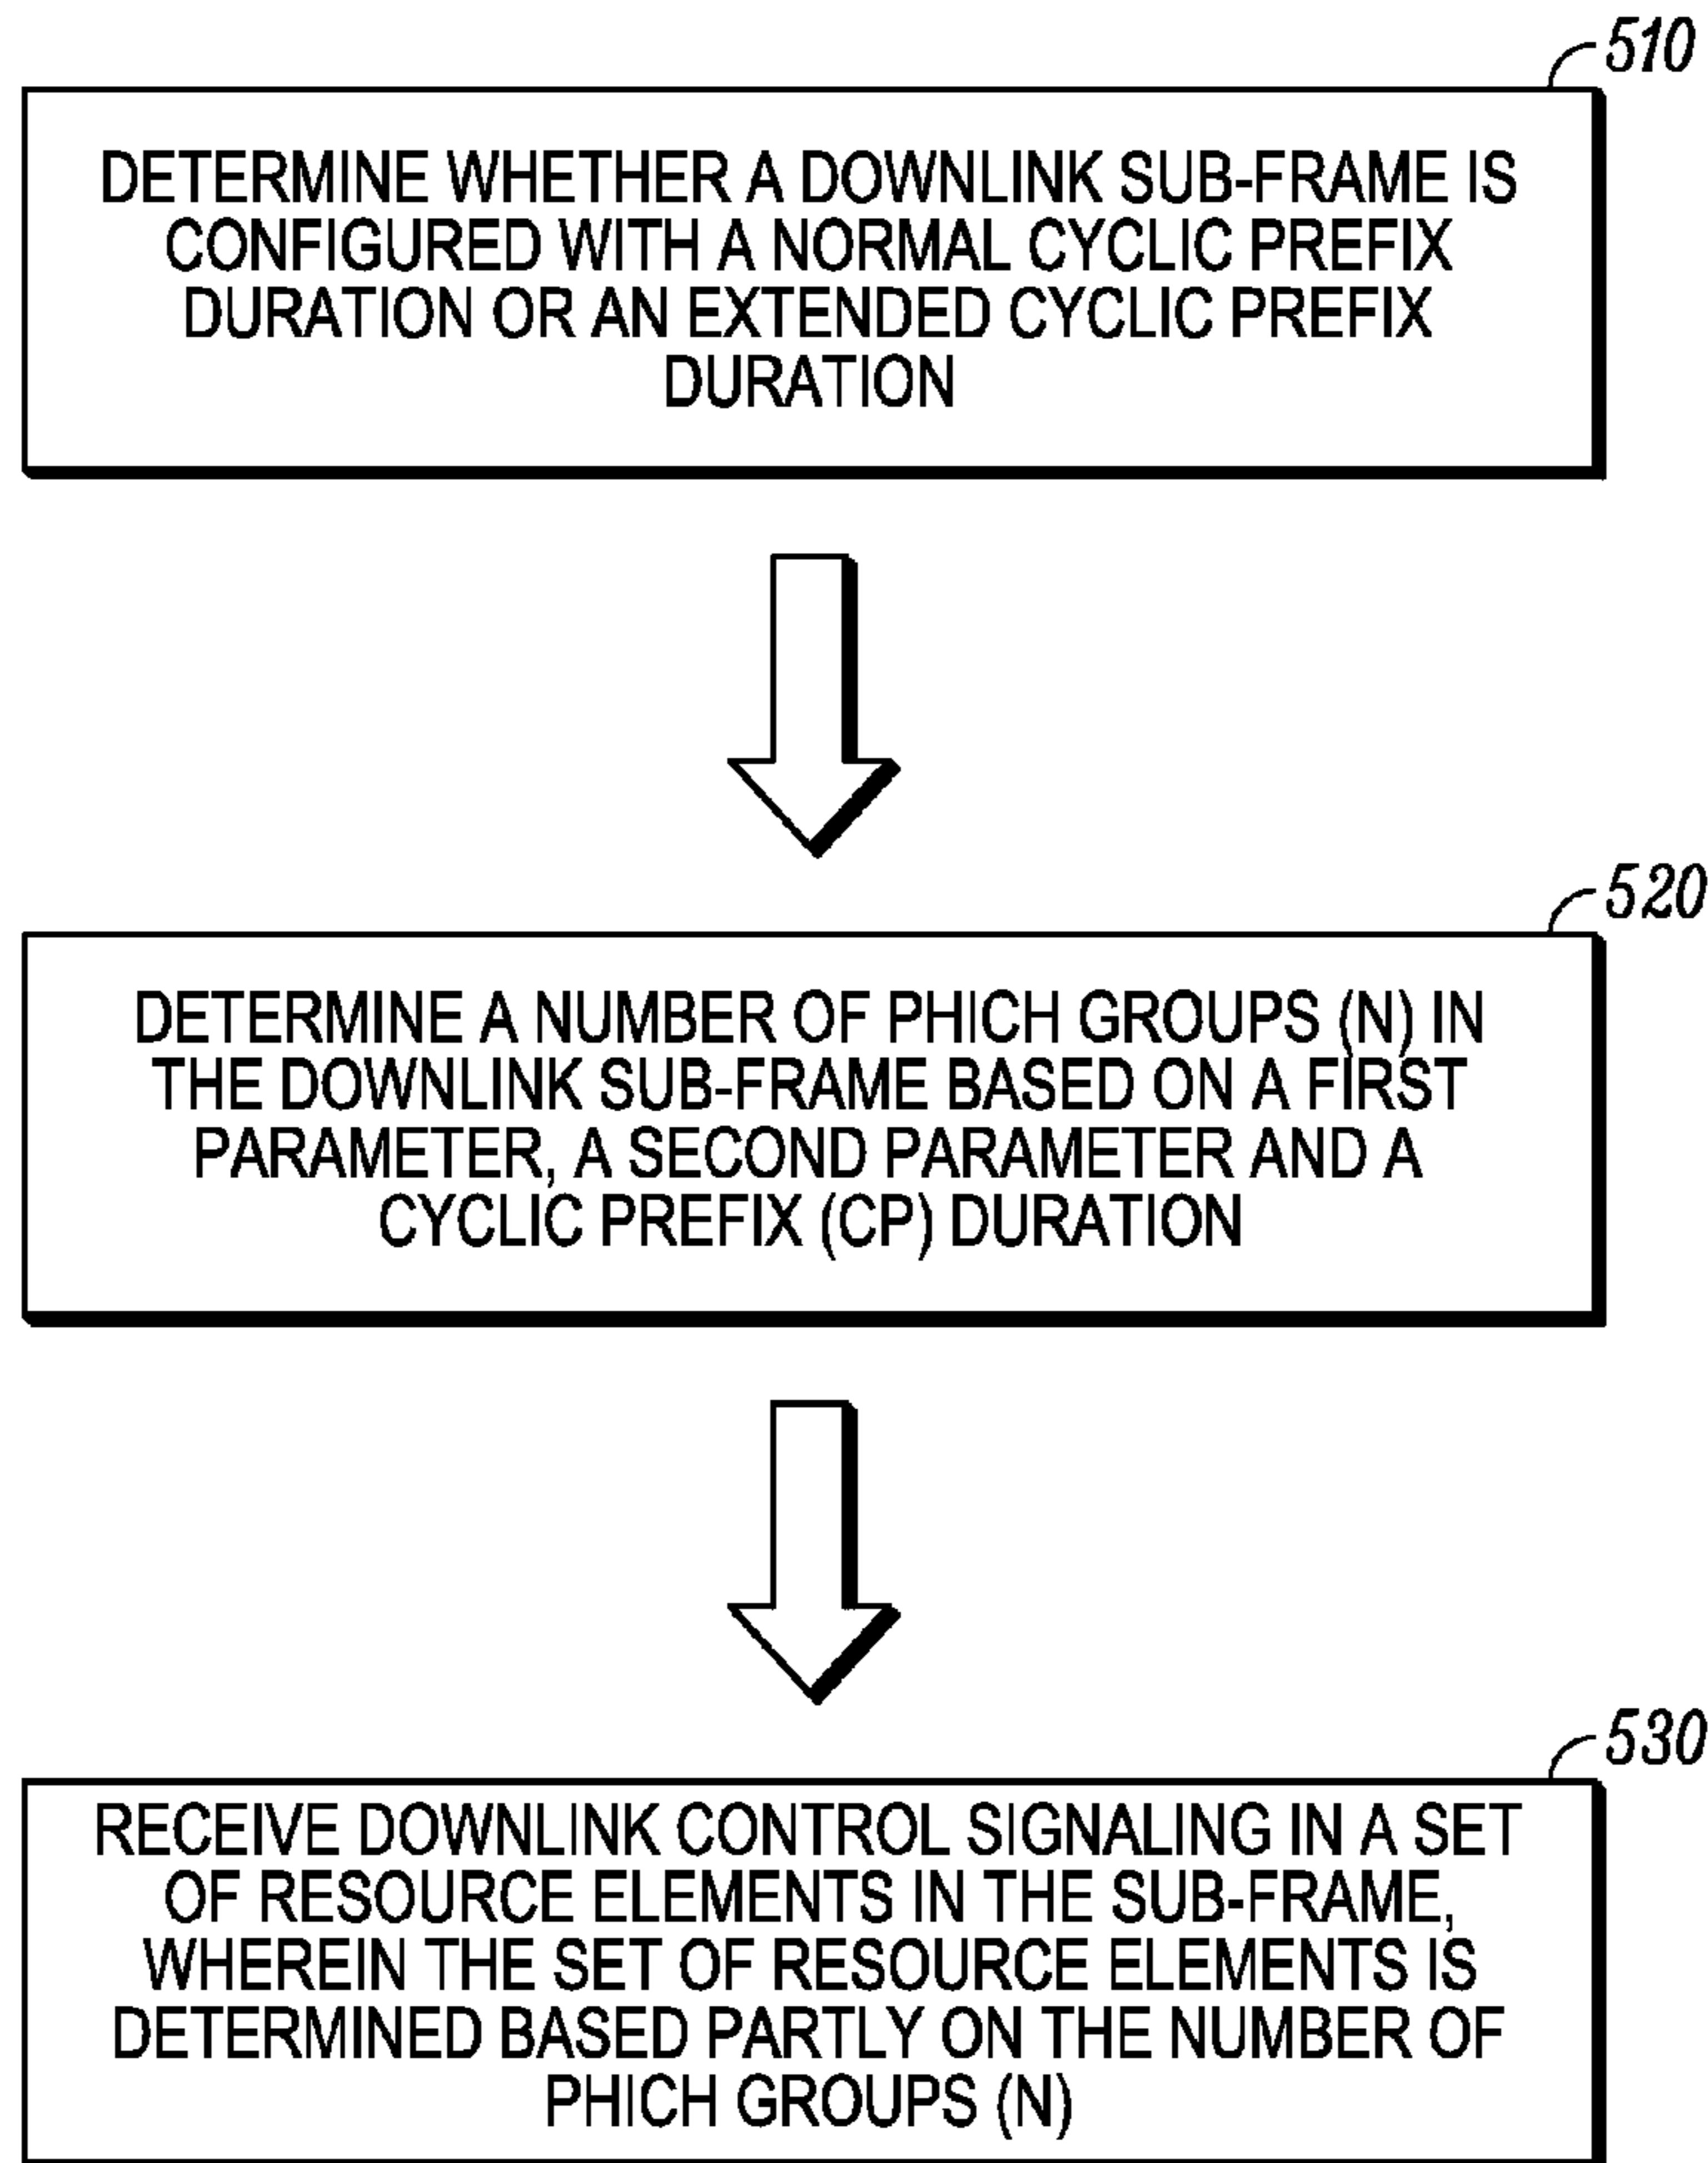 510
DETERMINE WHETHER A DOWNLINK SUB-FRAME IS
CONFIGURED WITH A NORMAL CYCLIC PREFIX
DURATION OR AN EXTENDED CYCLIC PREFIX
DURATION
520
DETERMINE A NUMBER OF PHICH GROUPS (N) IN
THE DOWNLINK SUB-FRAME BASED ON A FIRST
PARAMETER, A SECOND PARAMETER AND A
CYCLIC PREFIX (CP) DURATION
530
RECEIVE DOWNLINK CONTROL SIGNALING IN A SET
OF RESOURCE ELEMENTS IN THE SUB-FRAME,
WHEREIN THE SET OF RESOURCE ELEMENTS IS
DETERMINED BASED PARTLY ON THE NUMBER OF
PHICH GROUPS (N)